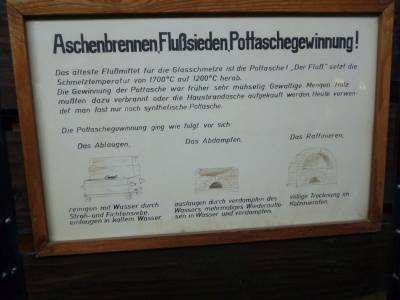 Aschenbrennen,Flußsieden,Pottaschegewinnung!
Das älteste Flußmittel für die Glasschmelze ist die Pottasche! „Der Fluß" setzt die
Schmelztemperatur von 1700°C auf 1200°C herab.
Die Gewinnung der Pottasche war früher sehr mühselig Gewaltige Mengen Holz
mußten dazu verbrannt oder die Hausbrandasche aufgekauft werden. Heute verwen-
det man fast nur noch synthetische Pottasche.
Die Pottaschegewinnung ging wie folgt vor sich:
Das Ablaugen,
Das Abdampfen,
Das Raffinieren,
reinigen mit Wasser durch
Stroh-und Fichtensiebe,
einlaugen in kaltem Wasser
auslaugen durch verdampfen des
Wassers, mehrmaliges Wiederauflö-
sen in Wasser und verdampfen.
völlige Trocknung im
Kalzinierofen.